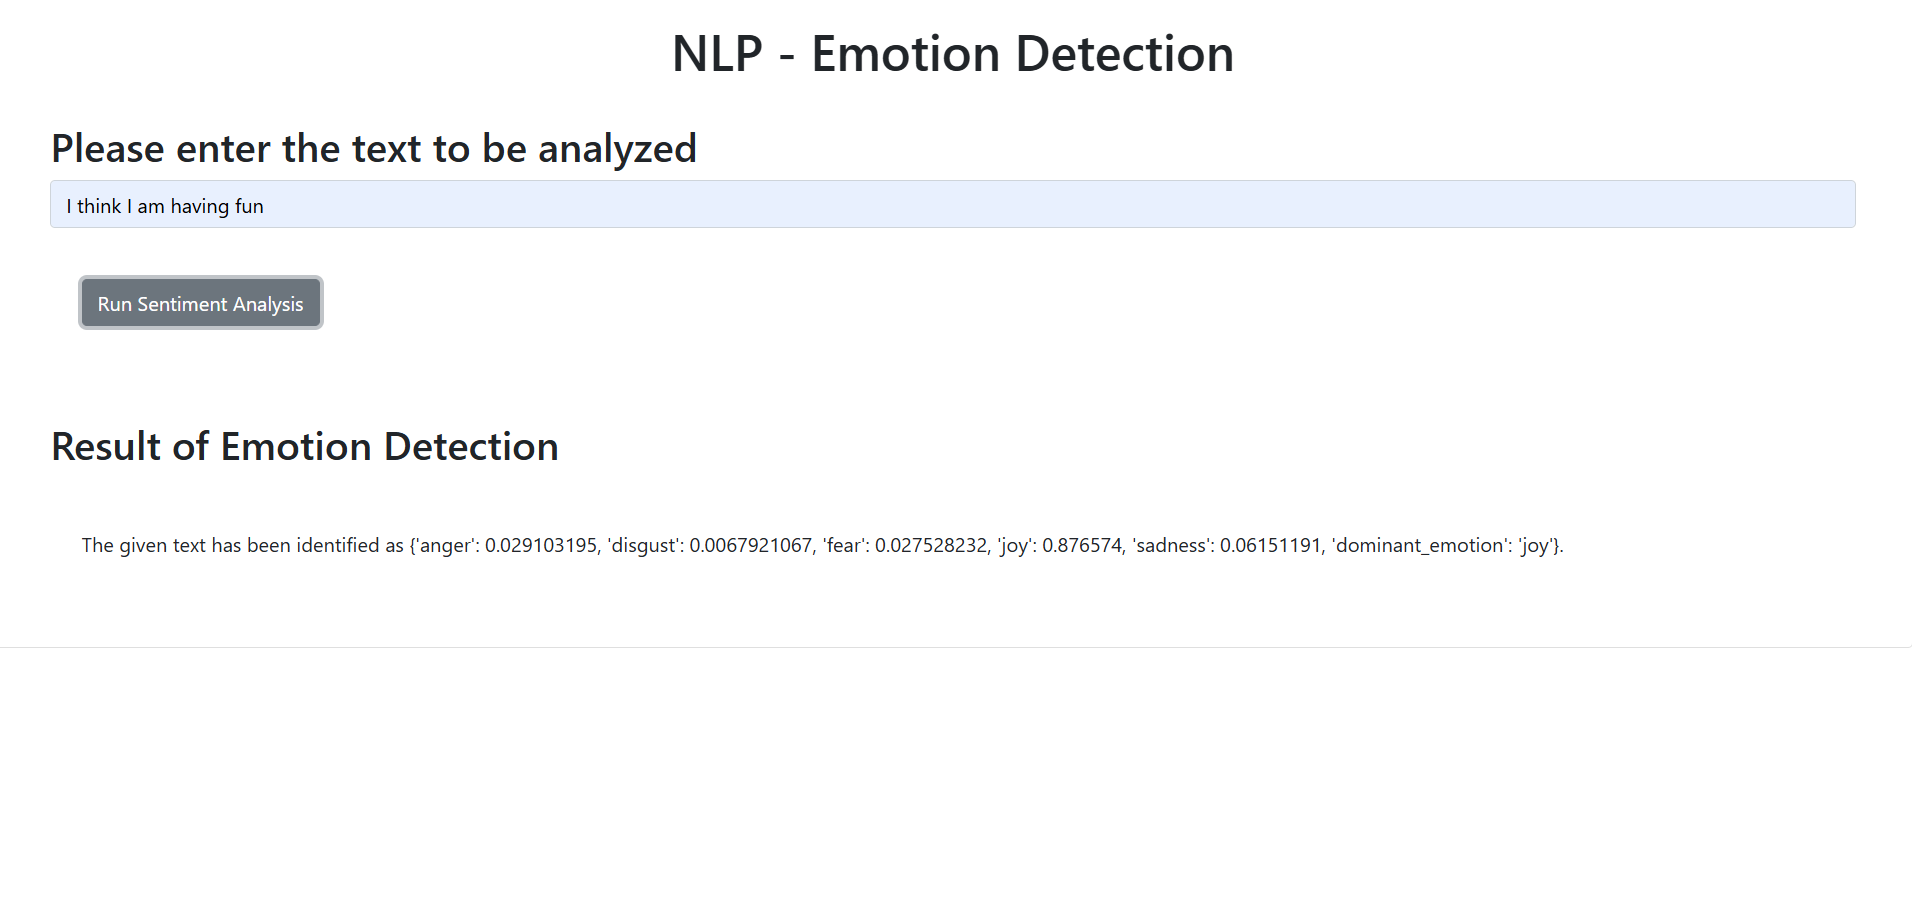 NLP - Emotion Detection
Please enter the text to be analyzed
I think I am having fun
Run Sentiment Analysis
Result of Emotion Detection
The given text has been identified as {'anger': 0.029103195, 'disgust': 0.0067921067, 'fear': 0.027528232, 'joy': 0.876574, 'sadness': 0.06151191, 'dominant_emotion': 'joy'}.